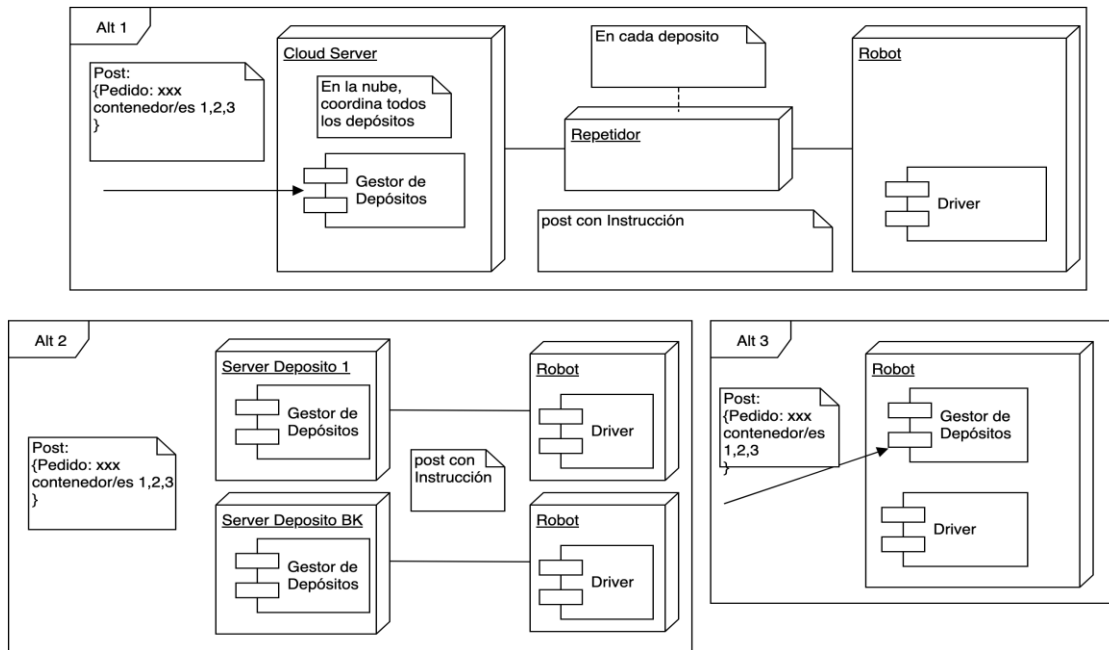 Alt 1
Post:
{Pedido: xxx
contenedor/es 1,2,3
}
Cloud Server
En la nube,
coordina todos
los depósitos
Gestor de
Depósitos
En cada deposito
Repetidor
post con Instrucción
Robot
Driver
Alt 2
Post:
{Pedido: xxx
contenedor/es 1,2,3
}
Server Deposito 1
Gestor de
Depósitos
Robot
Driver
post con
Instrucción
Server Deposito BK
Gestor de
Depósitos
Robot
Driver
Alt 3
Post:
{Pedido: xxx
contenedor/es
1,2,3
}
Robot
Gestor de
Depósitos
Driver